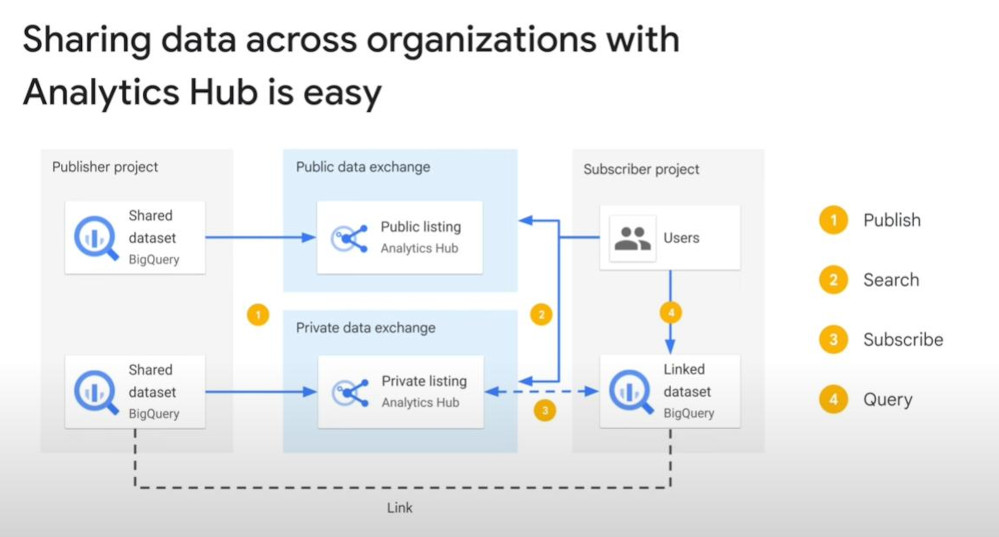 Sharing data across organizations with
Analytics Hub is easy
Publisher project
Shared
dataset
BigQuery
Shared
dataset
BigQuery
1
Public data exchange
Public listing
Analytics Hub
Private data exchange
Private listing
Analytics Hub
2
3
Subscriber project
Users
4
Linked
dataset
BigQuery
Link
1 Publish
2 Search
3 Subscribe
4 Query